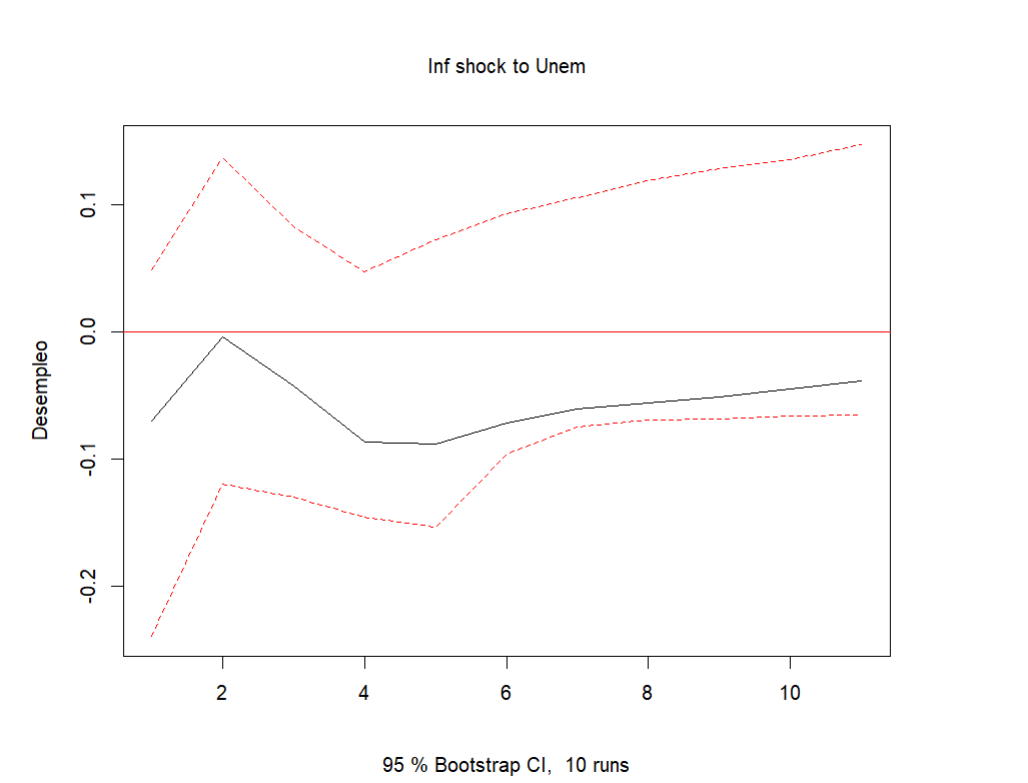 Inf shock to Unem
Desempleo
0.1
0.0
-0.1
-0.2
2 4 6 8 10
95 % Bootstrap CI,  10 runs